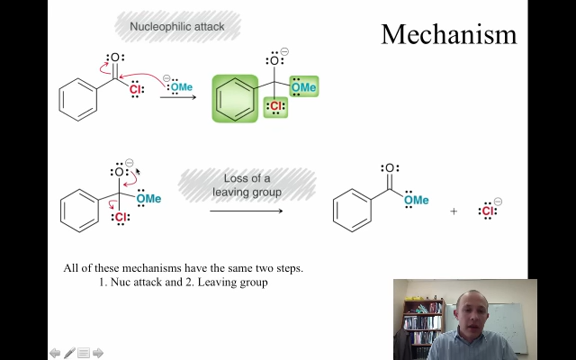 Nucleophilic attack
Mechanism
:O:
Cl:
⊖:OMe
:O:⊖
OMe
:Cl:
:O:⊖
OMe
Cl:
Loss of a
leaving group
:O:
OMe
+ :Cl:⊖
All of these mechanisms have the same two steps.
1. Nuc attack and 2. Leaving group